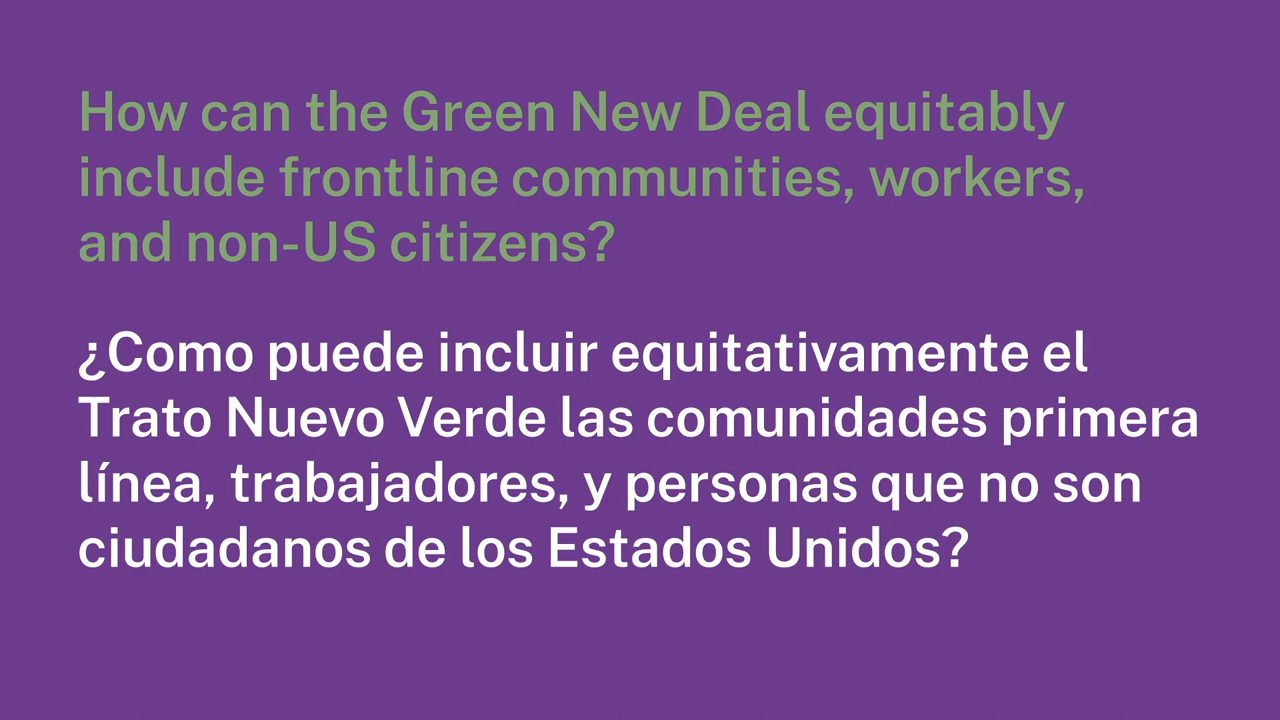 How can the Green New Deal equitably
include frontline communities, workers,
and non-US citizens?
¿Como puede incluir equitativamente el
Trato Nuevo Verde las comunidades primera
línea, trabajadores, y personas que no son
ciudadanos de los Estados Unidos?